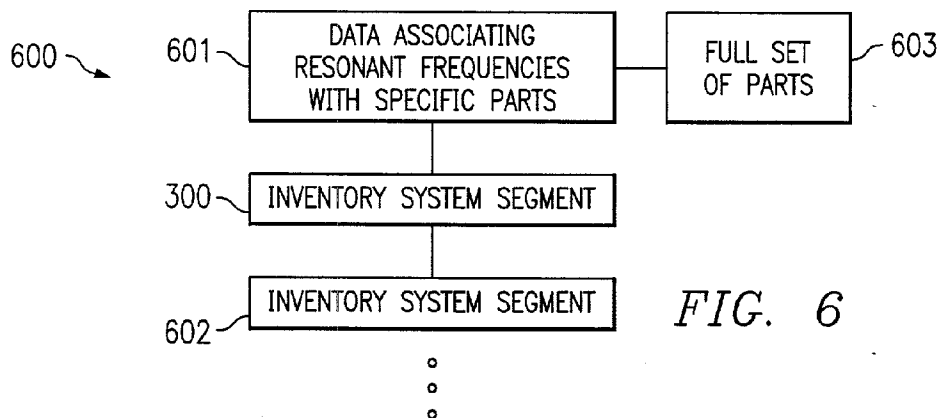 600
601
DATA ASSOCIATING
RESONANT FREQUENCIES
WITH SPECIFIC PARTS
FULL SET
OF PARTS
603
300
INVENTORY SYSTEM SEGMENT
602
INVENTORY SYSTEM SEGMENT
FIG. 6